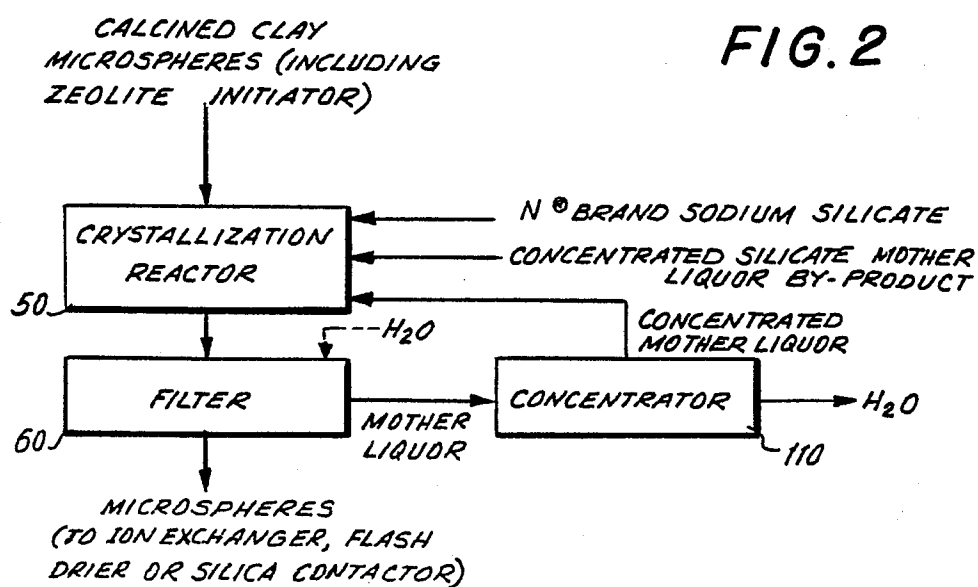 FIG. 2
CALCINED CLAY
MICROSPHERES (INCLUDING
ZEOLITE INITIATOR)
N ® BRAND SODIUM SILICATE
CRYSTALLIZATION
REACTOR
CONCENTRATED SILICATE MOTHER
LIQUOR BY-PRODUCT
50
H2O
CONCENTRATED
MOTHER LIQUOR
FILTER
CONCENTRATOR
H2O
60
MOTHER
LIQUOR
110
MICROSPHERES
(TO ION EXCHANGER, FLASH
DRIER OR SILICA CONTACTOR)